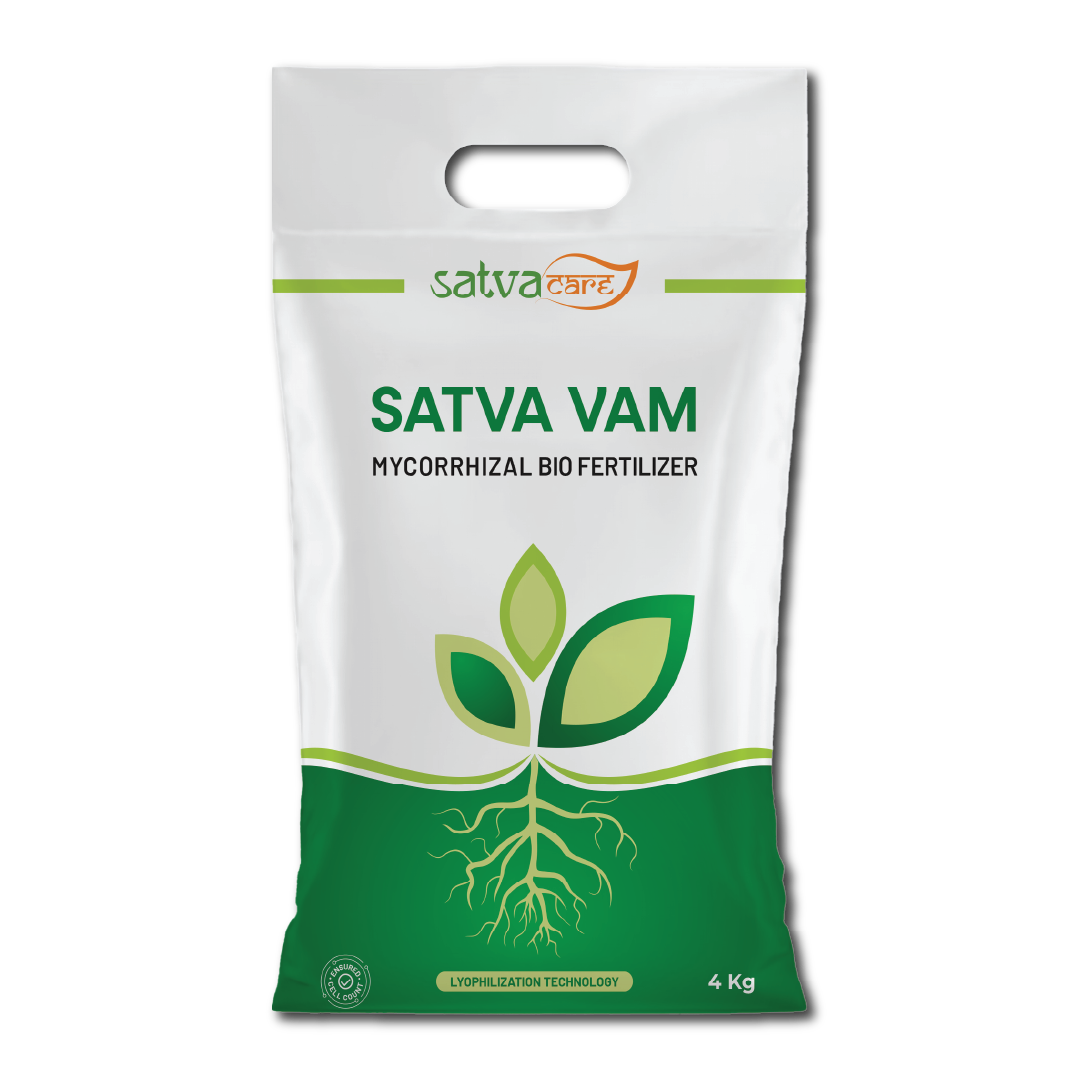 satva care
SATVA VAM
MYCORRHIZAL BIO FERTILIZER
ENSURED
CELL COUNT
LYOPHILIZATION TECHNOLOGY
4 Kg